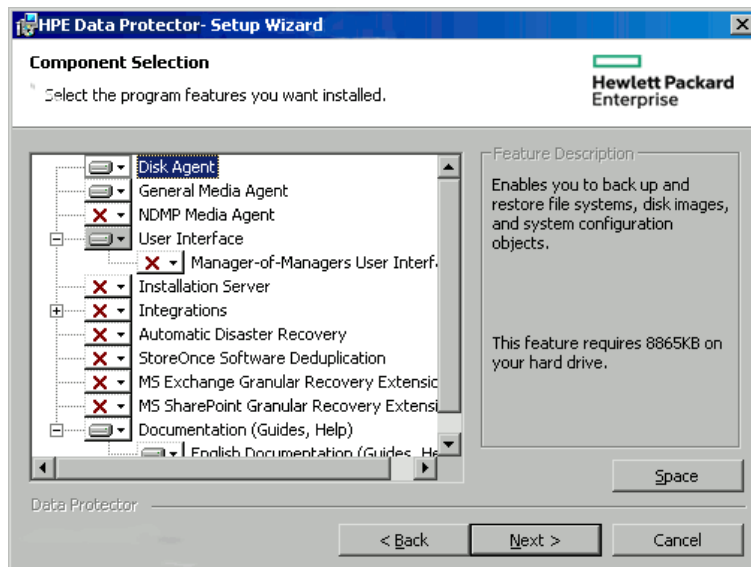 HPE Data Protector- Setup Wizard
Component Selection
Select the program features you want installed.
Hewlett Packard
Enterprise
Disk Agent
General Media Agent
NDMP Media Agent
User Interface
Manager-of-Managers User Interf
Installation Server
Integrations
Automatic Disaster Recovery
StoreOnce Software Deduplication
MS Exchange Granular Recovery Extensic
MS SharePoint Granular Recovery Extensi
Documentation (Guides, Help)
English Documentation (Guides, He
Feature Description
Enables you to back up and
restore file systems, disk images,
and system configuration
objects.
This feature requires 8865KB on
your hard drive.
Space
Data Protector
< Back
Next >
Cancel